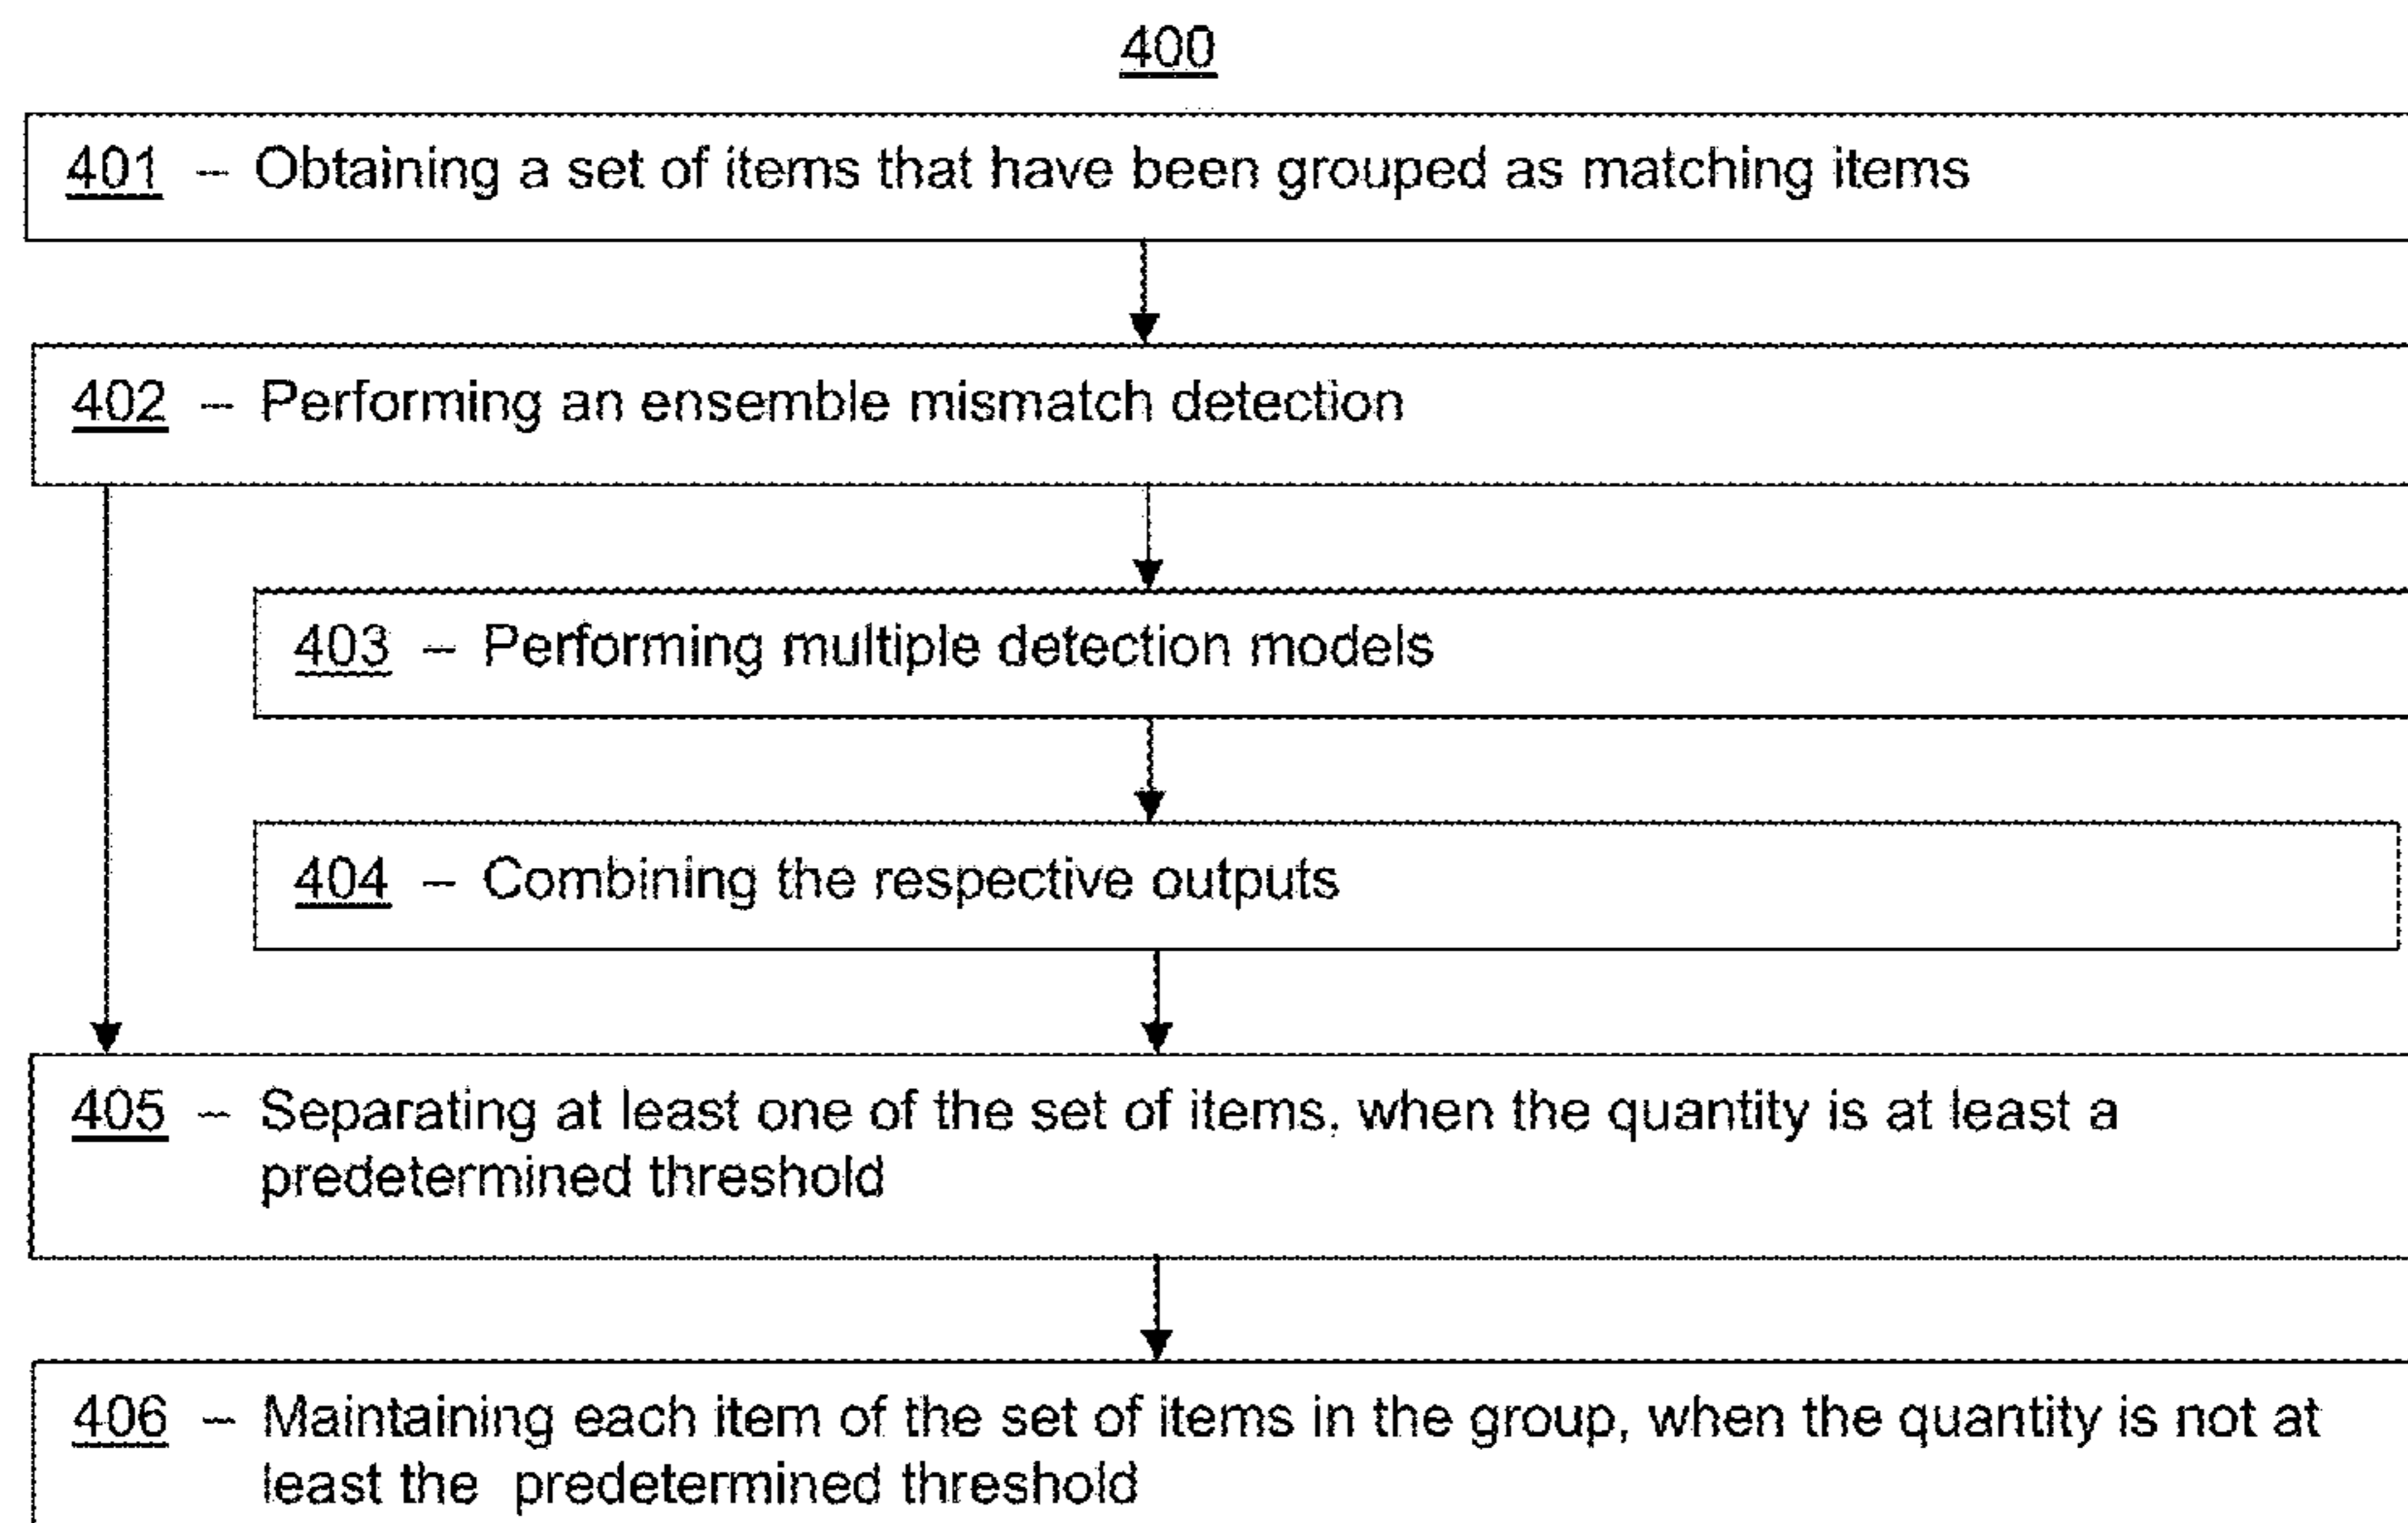 400
401 – Obtaining a set of items that have been grouped as matching items
402 – Performing an ensemble mismatch detection
403 – Performing multiple detection models
404 – Combining the respective outputs
405 – Separating at least one of the set of items, when the quantity is at least a
predetermined threshold
406 – Maintaining each item of the set of items in the group, when the quantity is not at
least the predetermined threshold